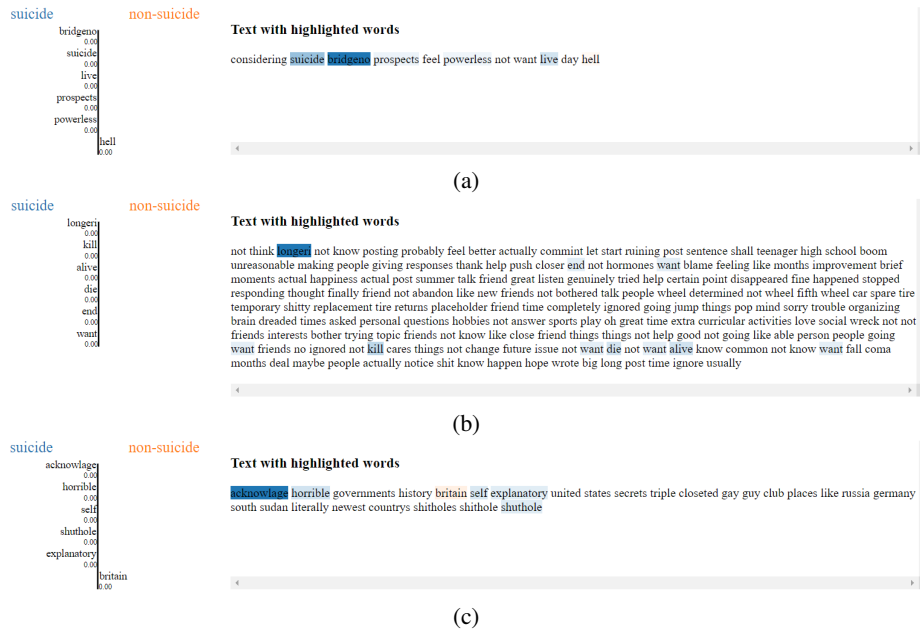 suicide non-suicide
bridgeno
0.00
suicide
0.00
live
0.00
prospects
0.00
powerless
0.00
hell
0.00
Text with highlighted words
considering suicide bridgeno prospects feel powerless not want live day hell
(a)
suicide non-suicide
longeri
0.00
kill
0.00
alive
0.00
die
0.00
end
0.00
want
0.00
Text with highlighted words
not think longeri not know posting probably feel better actually commint let start ruining post sentence shall teenager high school boom
unreasonable making people giving responses thank help push closer end not hormones want blame feeling like months improvement brief
moments actual happiness actual post summer talk friend great listen genuinely tried help certain point disappeared fine happened stopped
responding thought finally friend not abandon like new friends not bothered talk people wheel determined not wheel fifth wheel car spare tire
temporary shitty replacement tire returns placeholder friend time completely ignored going jump things pop mind sorry trouble organizing
brain dreaded times asked personal questions hobbies not answer sports play oh great time extra curricular activities love social wreck not not
friends interests bother trying topic friends not know like close friend things things not help good not going like able person people going
want friends no ignored not kill cares things not change future issue not want die not want alive know common not know want fall coma
months deal maybe people actually notice shit know happen hope wrote big long post time ignore usually
(b)
suicide non-suicide
acknowlage
0.00
horrible
0.00
self
0.00
shuthole
0.00
explanatory
0.00
britain
0.00
Text with highlighted words
acknowlage horrible governments history britain self explanatory united states secrets triple closeted gay guy club places like russia germany
south sudan literally newest countrys shitholes shithole shuthole
(c)